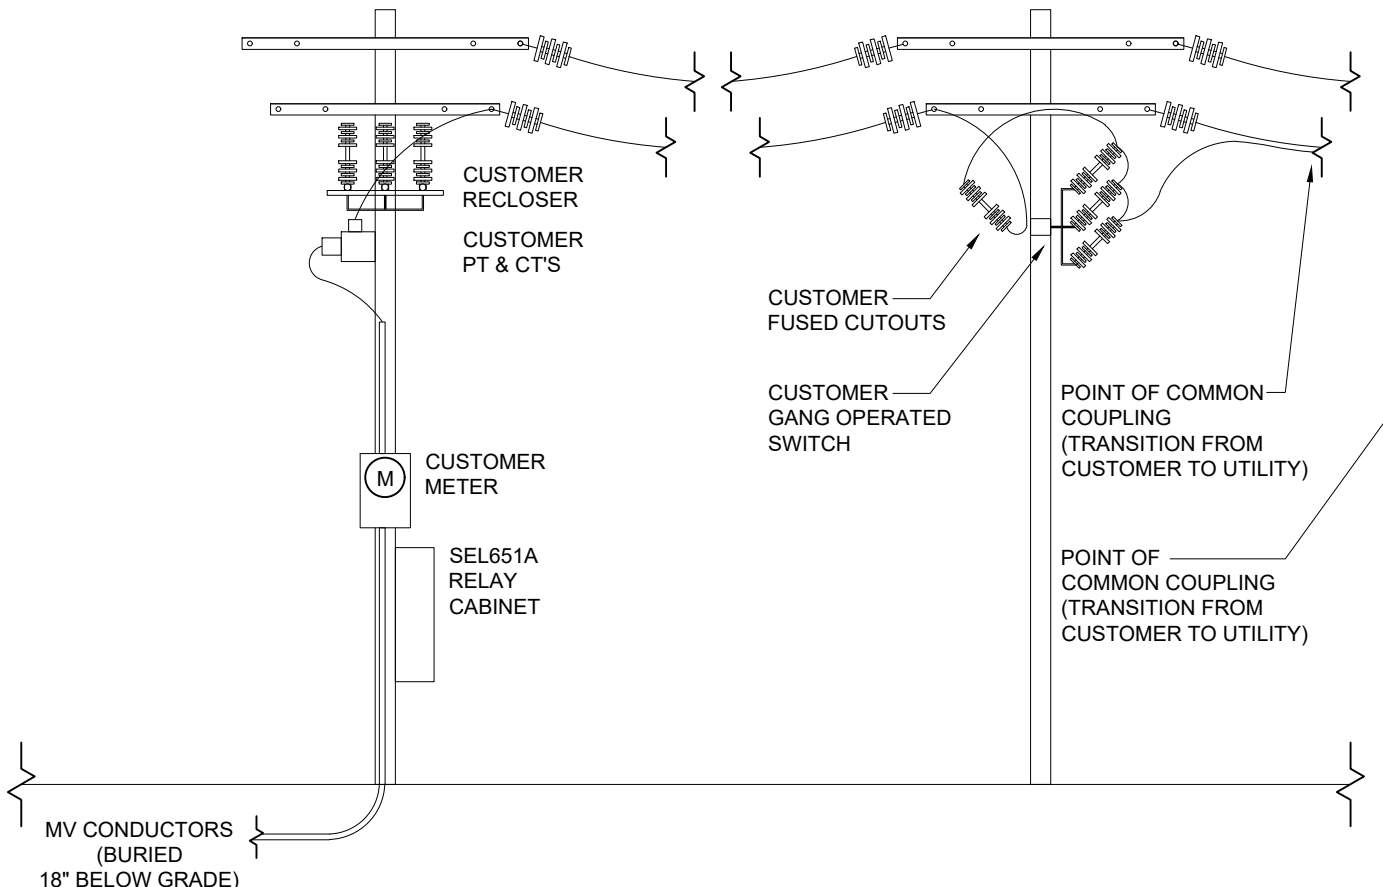 CUSTOMER
RECLOSER
CUSTOMER
PT & CT'S
CUSTOMER
FUSED CUTOUTS
CUSTOMER
GANG OPERATED
SWITCH
POINT OF COMMON
COUPLING
(TRANSITION FROM
CUSTOMER TO UTILITY)
CUSTOMER
METER
M
SEL651A
RELAY
CABINET
POINT OF
COMMON COUPLING
(TRANSITION FROM
CUSTOMER TO UTILITY)
MV CONDUCTORS
(BURIED
18" BELOW GRADE)